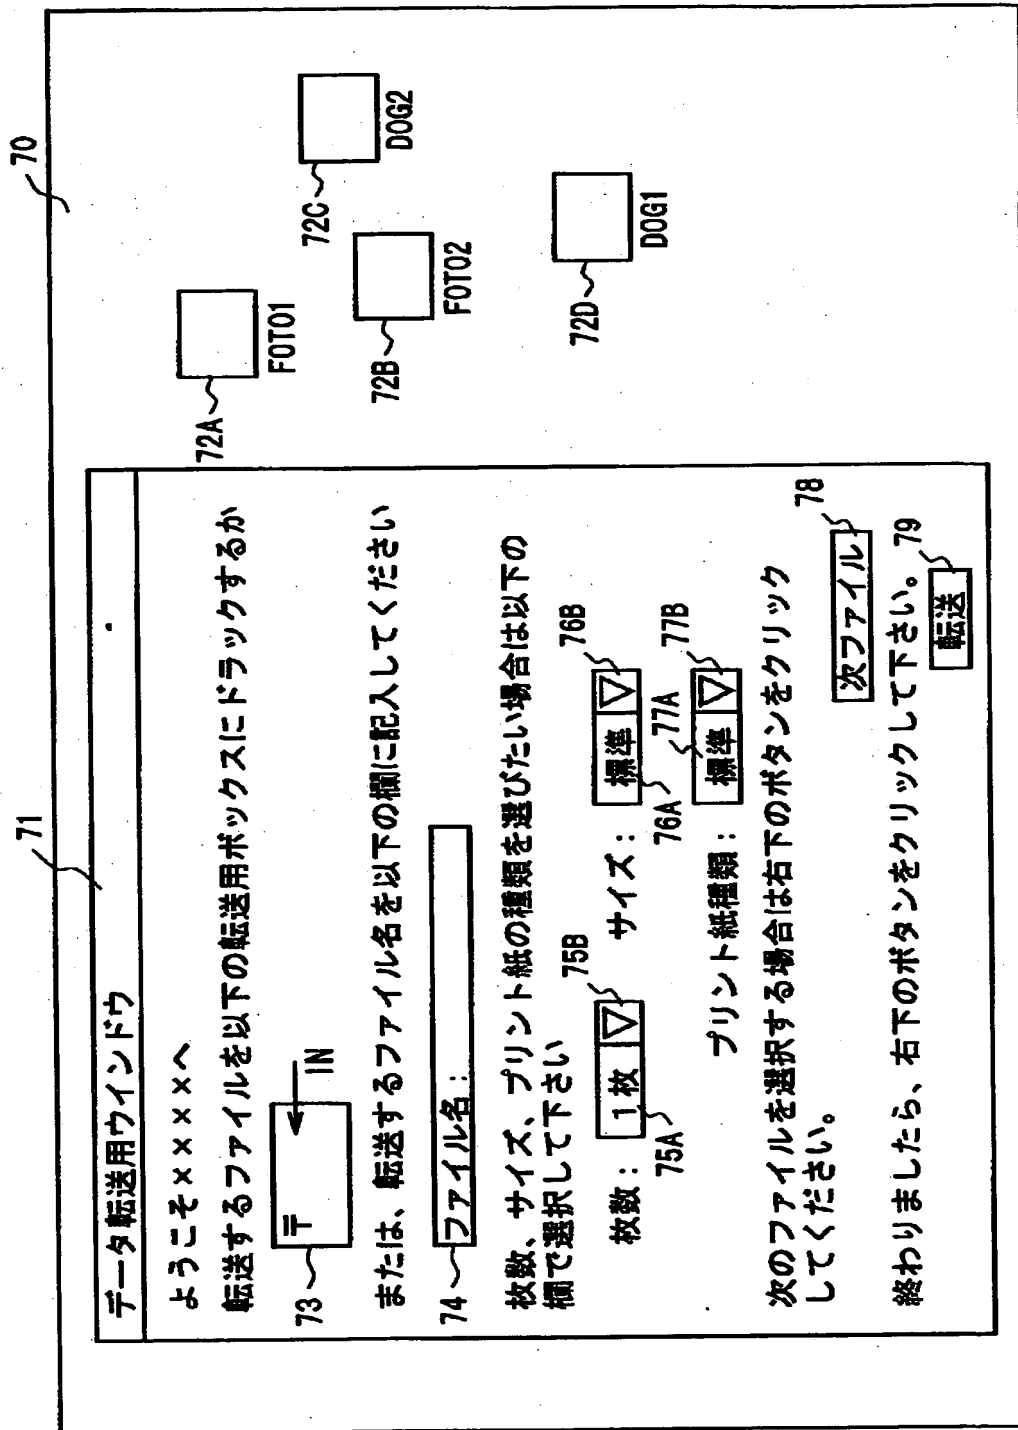 70
71
データ転送用ウインドウ
ようこそ××××へ
転送するファイルを以下の転送用ボックスにドラックするか
〒
IN
73
または、転送するファイル名を以下の欄に記入してください
ファイル名：
74
枚数、サイズ、プリント紙の種類を選びたい場合は以下の
欄で選択して下さい
枚数：1枚▽ サイズ：標準▽
75A
75B
76A
76B
プリント紙種類：標準▽
77A
77B
次のファイルを選択する場合は右下のボタンをクリック
してください。
次ファイル
78
終わりましたら、右下のボタンをクリックして下さい。
転送
79
72A
FOTO1
72B
FOTO2
72C
DOG2
72D
DOG1